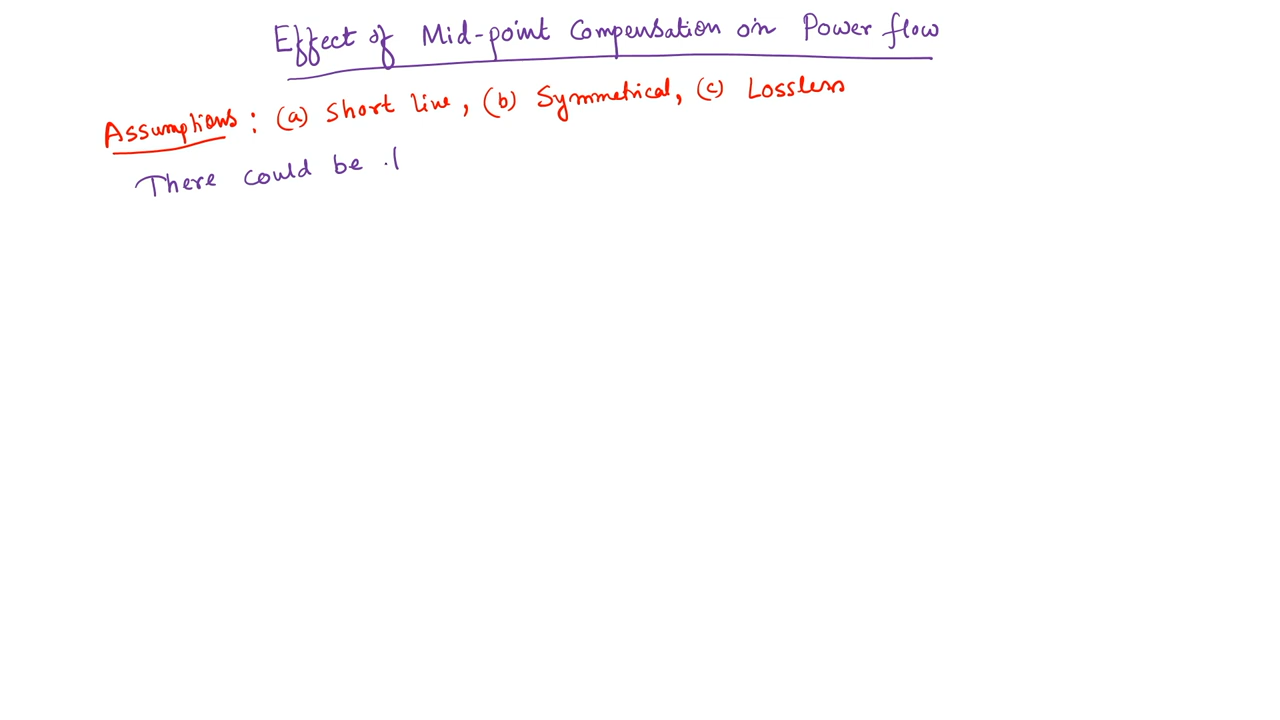 Effect of Mid-point Compensation on Power flow
Assumptions: (a) Short line, (b) Symmetrical, (c) Lossless
There could be